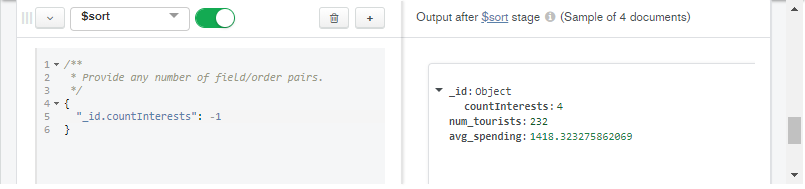 $sort
Output after $sort stage (Sample of 4 documents)
1 /**
2 * Provide any number of field/order pairs.
3 */
4 {
5 "_id.countInterests": -1
6 }
_id: Object
countInterests: 4
num_tourists: 232
avg_spending: 1418.323275862069